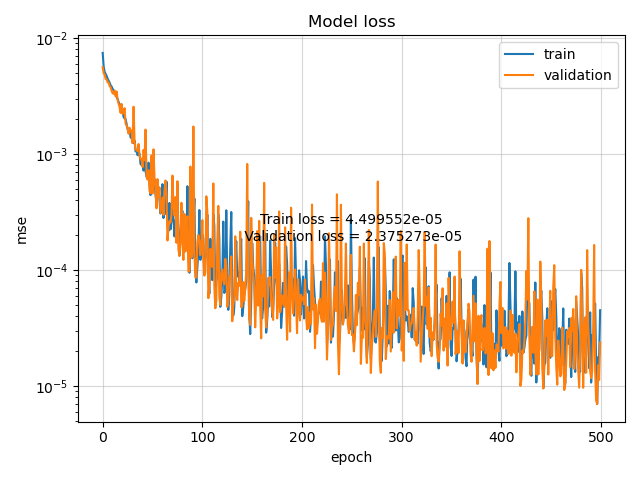 Model loss
train
validation
Train loss = 4.499552e-05
Validation loss = 2.375273e-05
mse
10⁻²
10⁻³
10⁻⁴
10⁻⁵
0
100
200
300
400
500
epoch